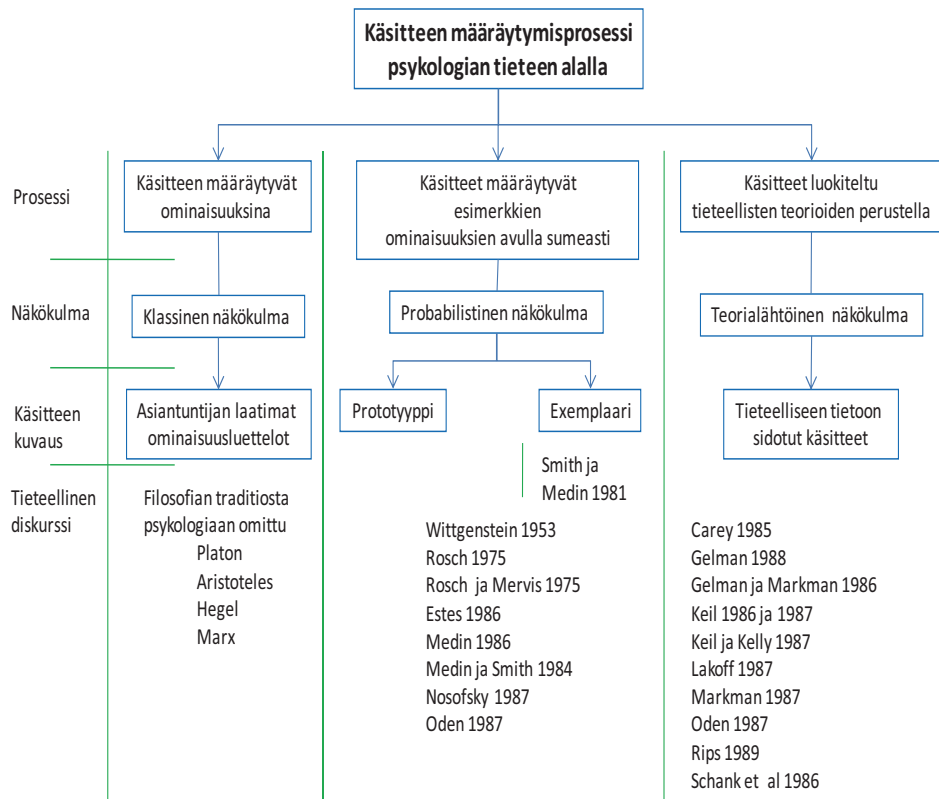 Käsitteen määräytymisprosessi
psykologian tieteen alalla
Prosessi
Käsitteen määräytyvät
ominaisuuksina
Käsitteet määräytyvät
esimerkkien
ominaisuuksien avulla sumeasti
Käsitteet luokiteltu
tieteellisten teorioiden perustella
Näkökulma
Klassinen näkökulma
Probabilistinen näkökulma
Teorialähtöinen näkökulma
Käsitteen
kuvaus
Asiantuntijan laatimat
ominaisuusluettelot
Prototyyppi
Exemplaari
Tieteelliseen tietoon
sidotut käsitteet
Tieteellinen
diskurssi
Filosofian traditiosta
psykologiaan omittu
Platon
Aristoteles
Hegel
Marx
Smith ja
Medin 1981
Wittgenstein 1953
Rosch 1975
Rosch ja Mervis 1975
Estes 1986
Medin 1986
Medin ja Smith 1984
Nosofsky 1987
Oden 1987
Carey 1985
Gelman 1988
Gelman ja Markman 1986
Keil 1986 ja 1987
Keil ja Kelly 1987
Lakoff 1987
Markman 1987
Oden 1987
Rips 1989
Schank et al 1986